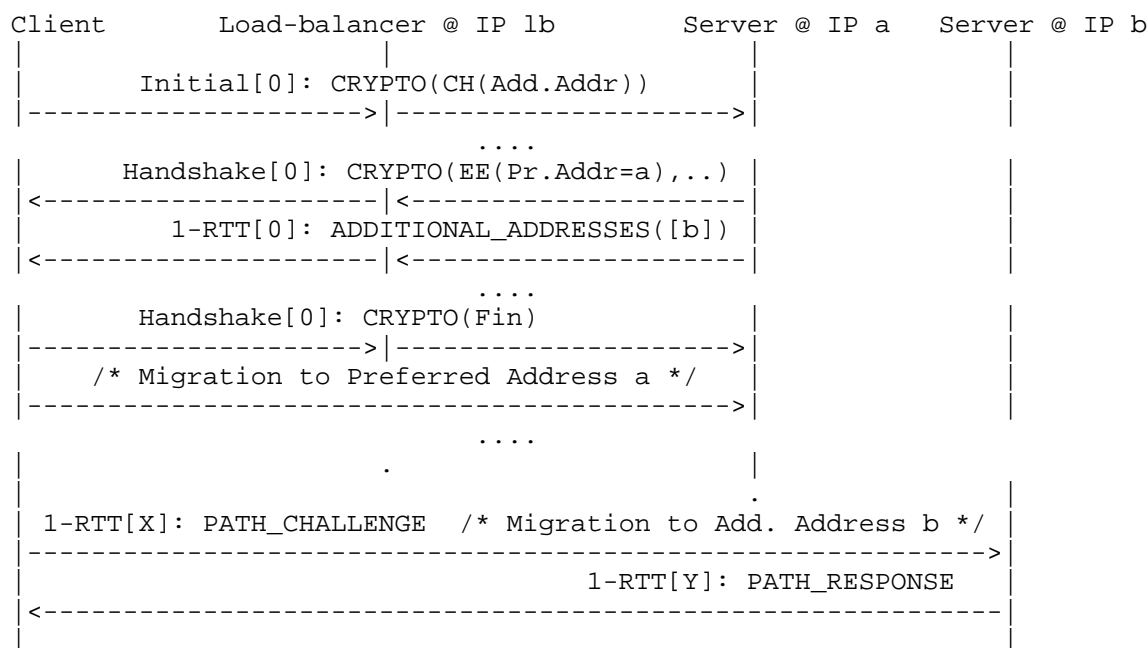 Client Load-balancer @ IP lb Server @ IP a Server @ IP b
Initial[0]: CRYPTO(CH(Add.Addr))
....
Handshake[0]: CRYPTO(EE(Pr.Addr=a),..)
1-RTT[0]: ADDITIONAL_ADDRESSES([b])
....
Handshake[0]: CRYPTO(Fin)
/* Migration to Preferred Address a */
....
1-RTT[X]: PATH_CHALLENGE /* Migration to Add. Address b */
1-RTT[Y]: PATH_RESPONSE